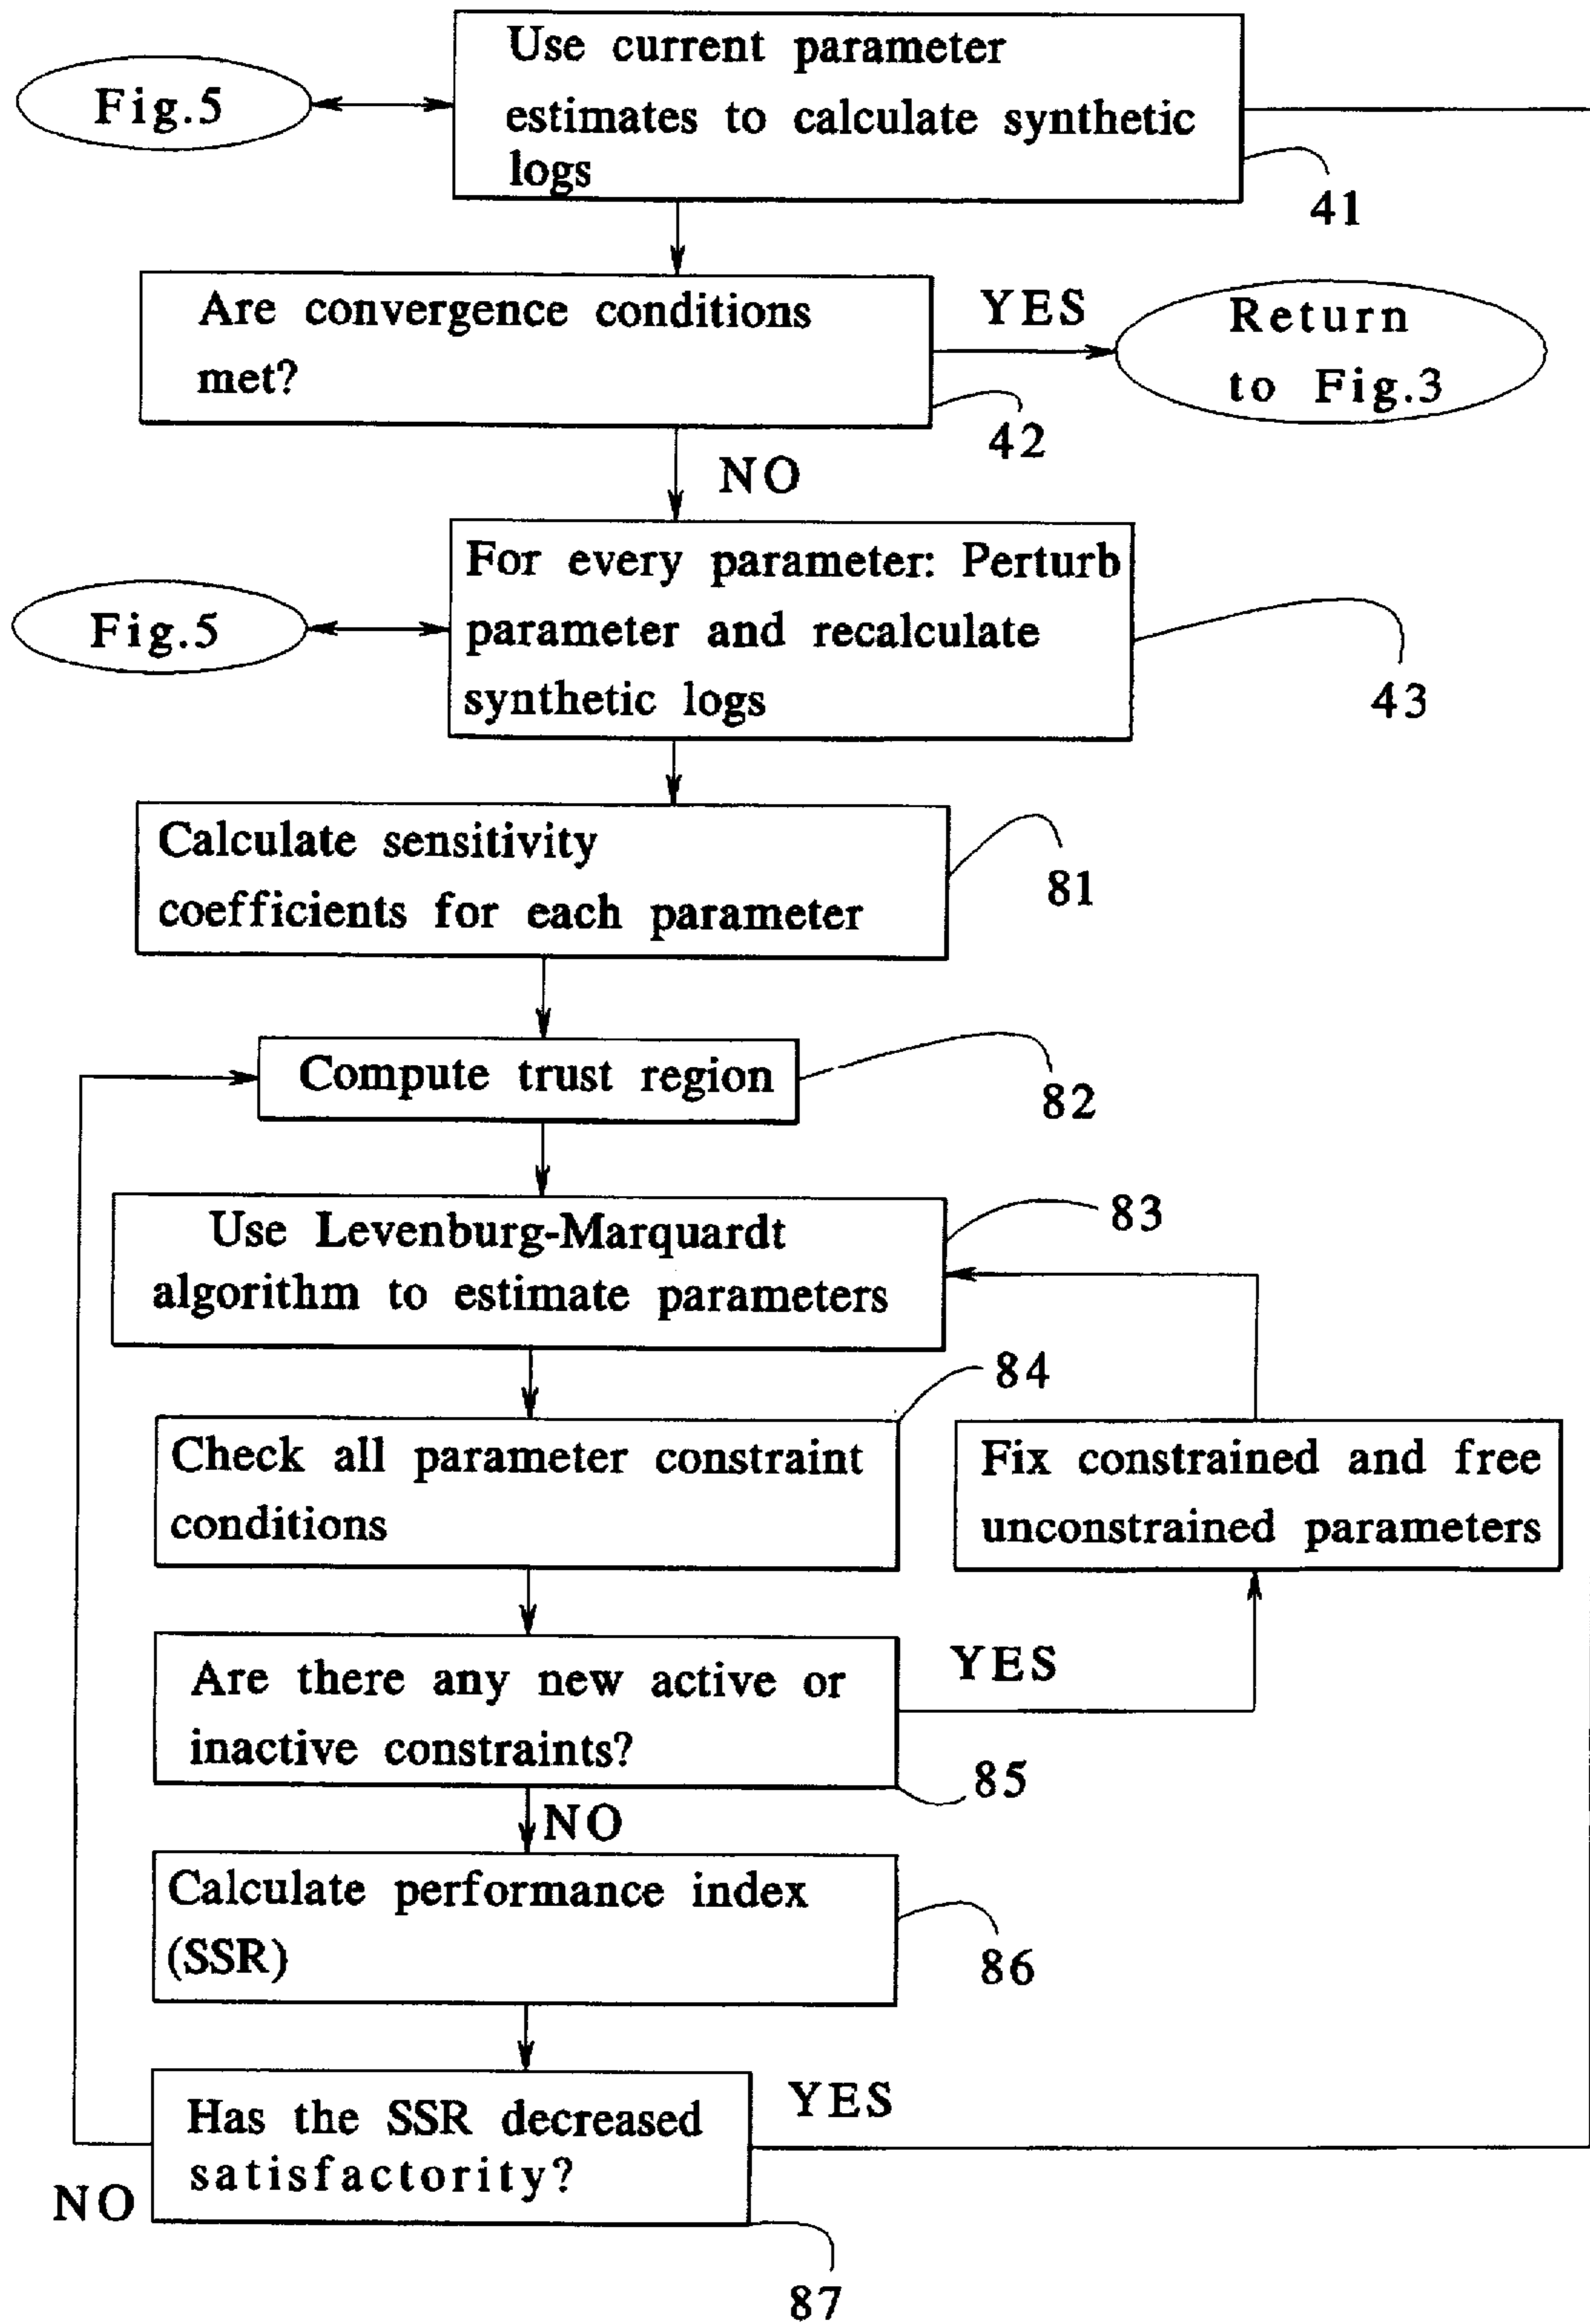 Use current parameter
estimates to calculate synthetic
logs
Fig.5
41
Are convergence conditions
met?
YES
Return
to Fig.3
42
NO
For every parameter: Perturb
parameter and recalculate
synthetic logs
Fig.5
43
Calculate sensitivity
coefficients for each parameter
81
Compute trust region
82
Use Levenburg-Marquardt
algorithm to estimate parameters
83
84
Check all parameter constraint
conditions
Fix constrained and free
unconstrained parameters
Are there any new active or
inactive constraints?
YES
85
NO
Calculate performance index
(SSR)
86
Has the SSR decreased
satisfactority?
YES
NO
87